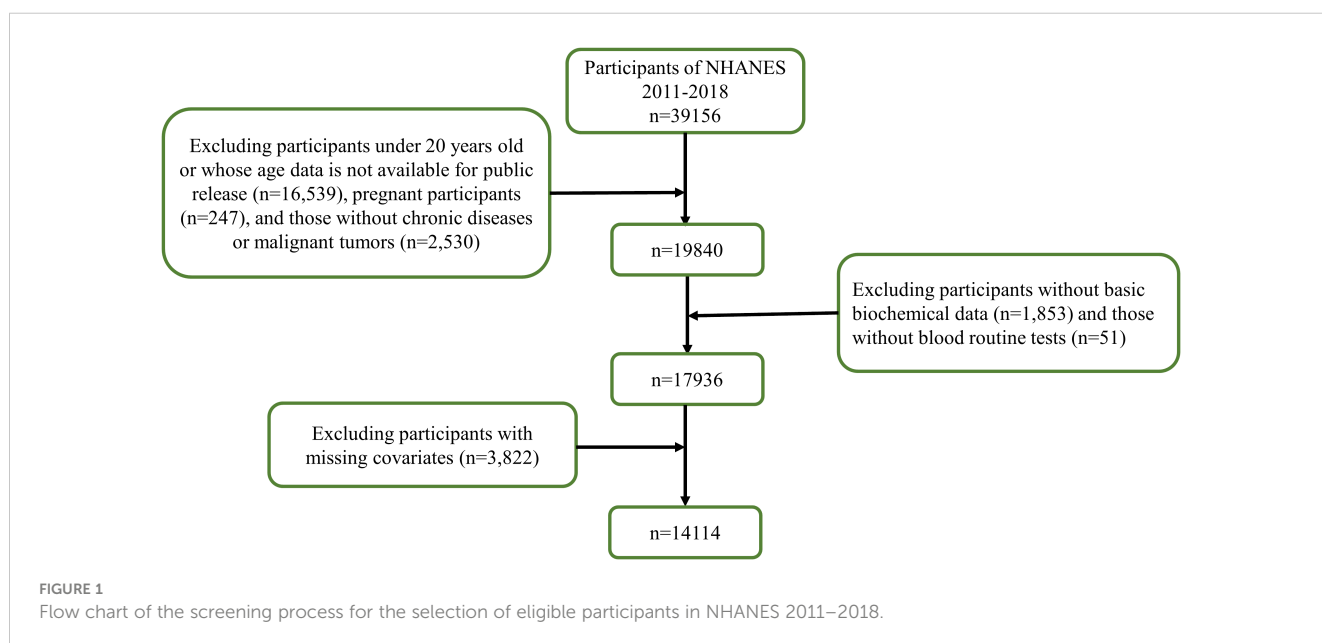 Participants of NHANES
2011-2018
n=39156
Excluding participants under 20 years old
or whose age data is not available for public
release (n=16,539), pregnant participants
(n=247), and those without chronic diseases
or malignant tumors (n=2,530)
n=19840
Excluding participants without basic
biochemical data (n=1,853) and those
without blood routine tests (n=51)
n=17936
Excluding participants with
missing covariates (n=3,822)
n=14114
FIGURE 1
Flow chart of the screening process for the selection of eligible participants in NHANES 2011–2018.